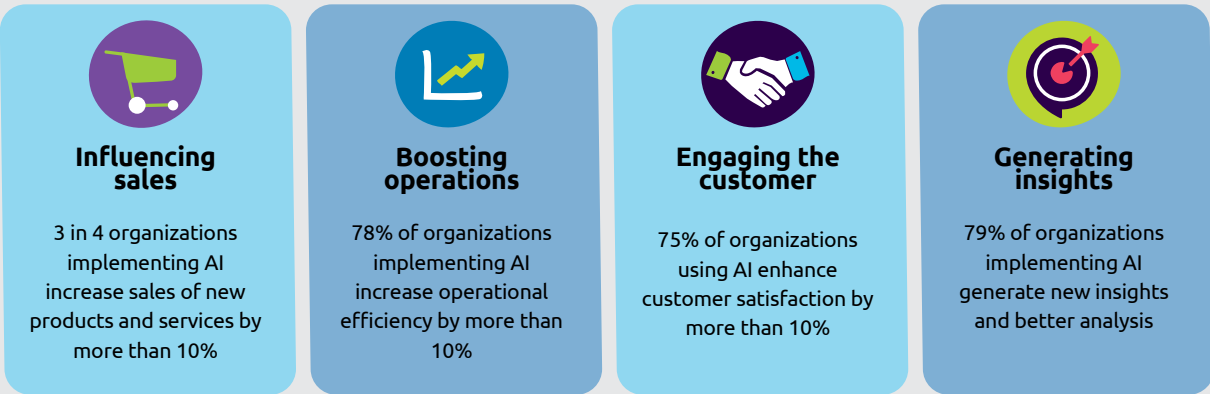 Influencing
sales
3 in 4 organizations
implementing AI
increase sales of new
products and services by
more than 10%
Boosting
operations
78% of organizations
implementing AI
increase operational
efficiency by more than
10%
Engaging the
customer
75% of organizations
using AI enhance
customer satisfaction by
more than 10%
Generating
insights
79% of organizations
implementing AI
generate new insights
and better analysis